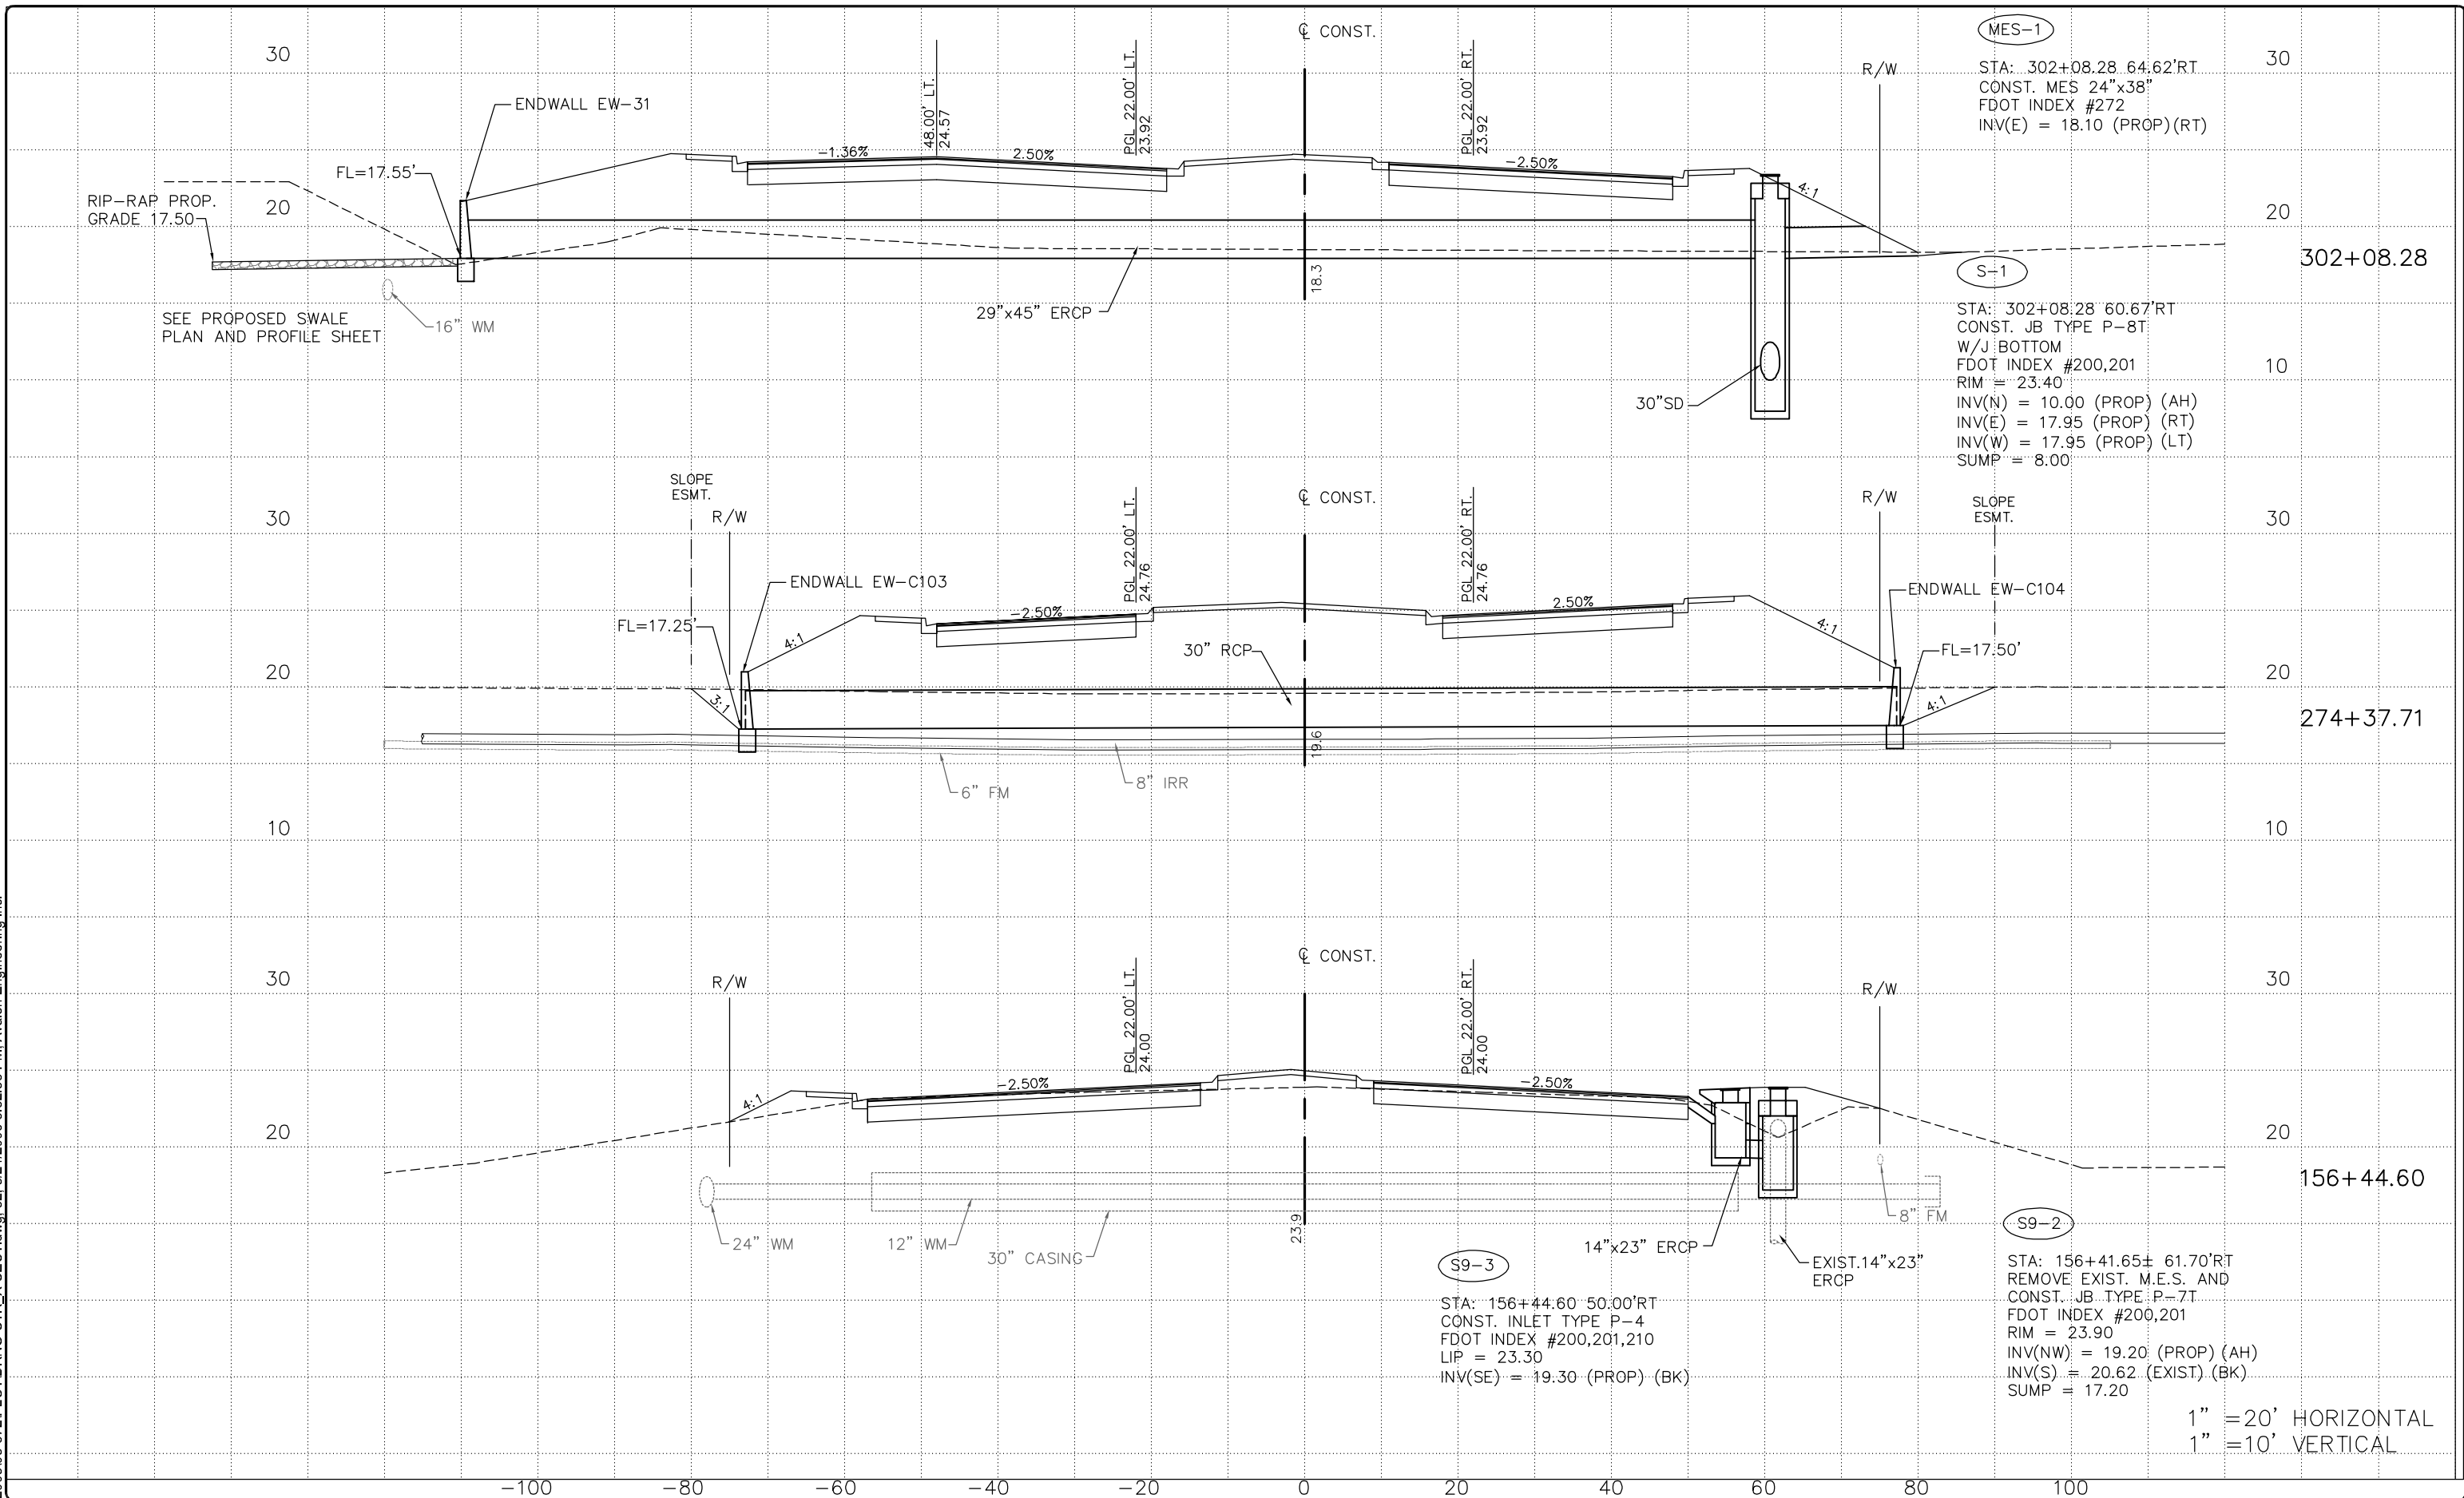 ℄ CONST.
MES-1
30
48.00' LT.
24.57
PGL 22.00' LT.
23.92
PGL 22.00' RT.
23.92
R/W
30
STA: 302+08.28 64.62'RT
CONST. MES 24"x38"
FDOT INDEX #272
INV(E) = 18.10 (PROP)(RT)
ENDWALL EW-31
-1.36%
2.50%
-2.50%
FL=17.55'
4:1
RIP-RAP PROP.
GRADE 17.50
20
20
302+08.28
S-1
18.3
SEE PROPOSED SWALE
PLAN AND PROFILE SHEET
16" WM
29"x45" ERCP
30"SD
STA: 302+08.28 60.67'RT
CONST. JB TYPE P-8T
W/J BOTTOM
FDOT INDEX #200,201
10
RIM = 23.40
INV(N) = 10.00 (PROP) (AH)
INV(E) = 17.95 (PROP) (RT)
INV(W) = 17.95 (PROP) (LT)
SUMP = 8.00
SLOPE
ESMT.
R/W
℄ CONST.
R/W
SLOPE
ESMT.
30
PGL 22.00' LT.
24.76
PGL 22.00' RT.
24.76
30
ENDWALL EW-C103
ENDWALL EW-C104
-2.50%
2.50%
FL=17.25'
4:1
4:1
30" RCP
FL=17.50'
20
20
3:1
4:1
274+37.71
19.6
6" FM
8" IRR
10
10
℄ CONST.
30
R/W
PGL 22.00' LT.
24.00
PGL 22.00' RT.
24.00
R/W
30
-2.50%
-2.50%
4:1
20
20
156+44.60
23.9
24" WM
12" WM
30" CASING
14"x23" ERCP
EXIST.14"x23"
ERCP
8" FM
S9-3
STA: 156+44.60 50.00'RT
CONST. INLET TYPE P-4
FDOT INDEX #200,201,210
LIP = 23.30
INV(SE) = 19.30 (PROP) (BK)
S9-2
STA: 156+41.65± 61.70'RT
REMOVE EXIST. M.E.S. AND
CONST. JB TYPE P-7T
FDOT INDEX #200,201
RIM = 23.90
INV(NW) = 19.20 (PROP) (AH)
INV(S) = 20.62 (EXIST) (BK)
SUMP = 17.20
1" =20' HORIZONTAL
1" =10' VERTICAL
-100 -80 -60 -40 -20 0 20 40 60 80 100